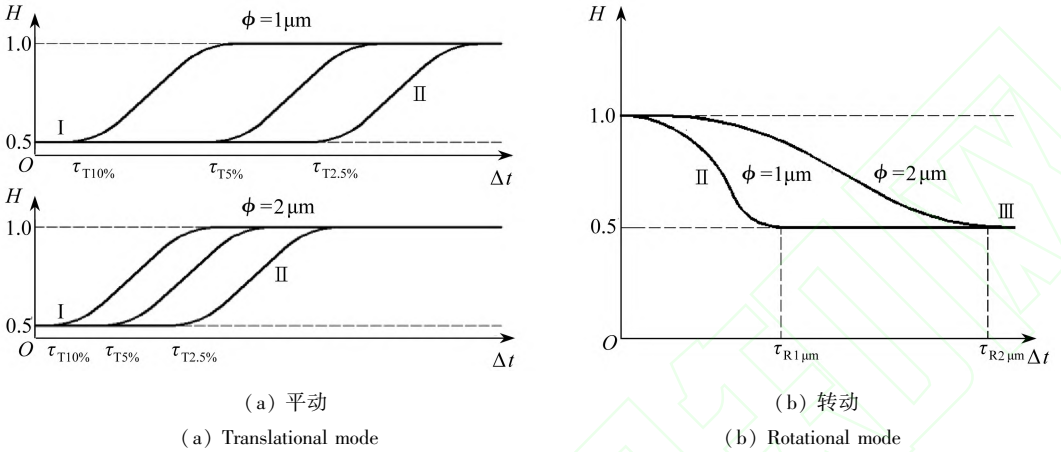 H
ϕ=1μm
1.0
Ⅰ
Ⅱ
0.5
O
τT10%
τT5%
τT2.5%
Δt
H
ϕ=2μm
1.0
Ⅰ
Ⅱ
0.5
O
τT10%
τT5%
τT2.5%
Δt
(a) 平动
(a) Translational mode
H
1.0
Ⅱ
ϕ=1μm
ϕ=2μm
Ⅲ
0.5
O
τR1μm
τR2μm
Δt
(b) 转动
(b) Rotational mode